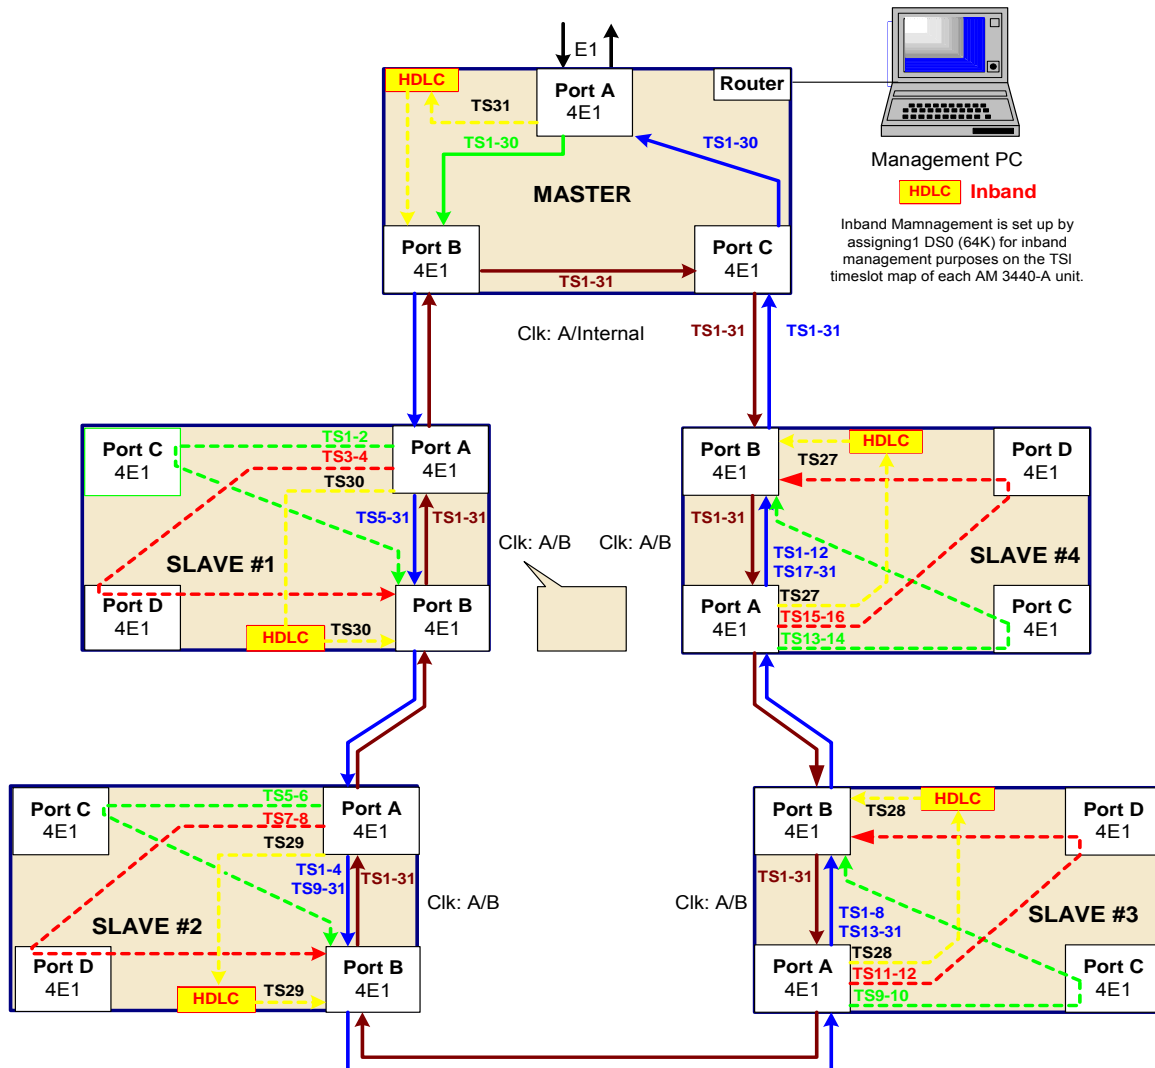 E1
HDLC
Port A
4E1
Router
TS31
TS1-30
TS1-30
MASTER
Port B
4E1
Port C
4E1
TS1-31
Management PC
HDLC Inband
Inband Mamnagement is set up by
assigning1 DS0 (64K) for inband
management purposes on the TSI
timeslot map of each AM 3440-A unit.
Clk: A/Internal
TS1-31
TS1-31
Port C
4E1
TS1-2
TS3-4
TS30
Port A
4E1
TS5-31
TS1-31
SLAVE #1
Port D
4E1
HDLC
TS30
Port B
4E1
Clk: A/B
Clk: A/B
Port B
4E1
HDLC
TS27
Port D
4E1
TS1-31
TS1-12
TS17-31
SLAVE #4
Port A
4E1
TS27
TS15-16
TS13-14
Port C
4E1
Port C
4E1
TS5-6
TS7-8
TS29
Port A
4E1
TS1-4
TS9-31
TS1-31
SLAVE #2
Port D
4E1
HDLC
TS29
Port B
4E1
Clk: A/B
Clk: A/B
Port B
4E1
HDLC
TS28
Port D
4E1
TS1-31
TS1-8
TS13-31
SLAVE #3
Port A
4E1
TS28
TS11-12
TS9-10
Port C
4E1